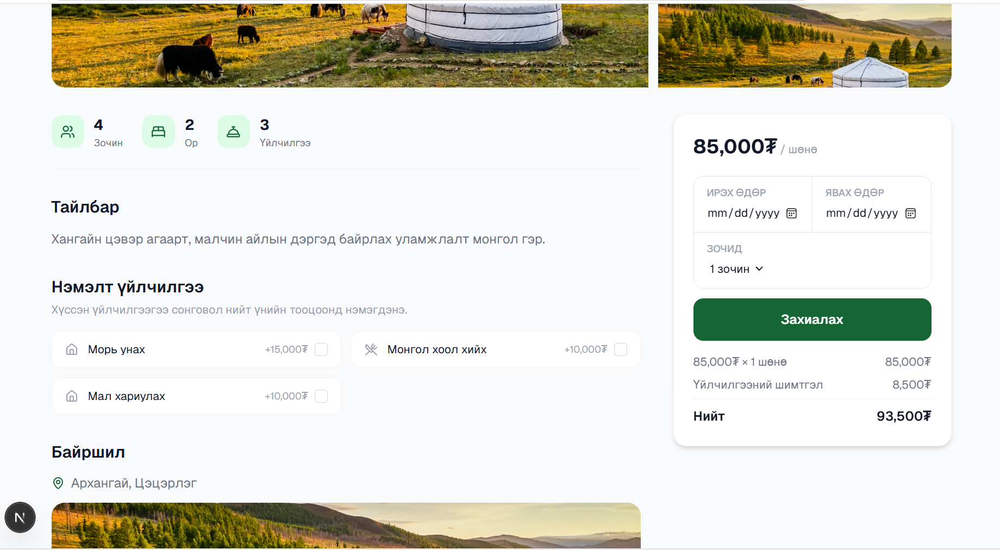 4
Зочин
2
Ор
3
Үйлчилгээ
Тайлбар
Хангайн цэвэр агаарт, малчин айлын дэргэд байрлах уламжлалт монгол гэр.
Нэмэлт үйлчилгээ
Хүссэн үйлчилгээгээ сонговол нийт үнийн тооцоонд нэмэгдэнэ.
Морь унах +15,000₮
Монгол хоол хийх +10,000₮
Мал хариулах +10,000₮
Байршил
Архангай, Цэцэрлэг
N
85,000₮ / шөнө
ИРЭХ ӨДӨР
mm/dd/yyyy
ЯВАХ ӨДӨР
mm/dd/yyyy
ЗОЧИД
1 зочин
Захиалах
85,000₮ × 1 шөнө 85,000₮
Үйлчилгээний шимтгэл 8,500₮
Нийт 93,500₮